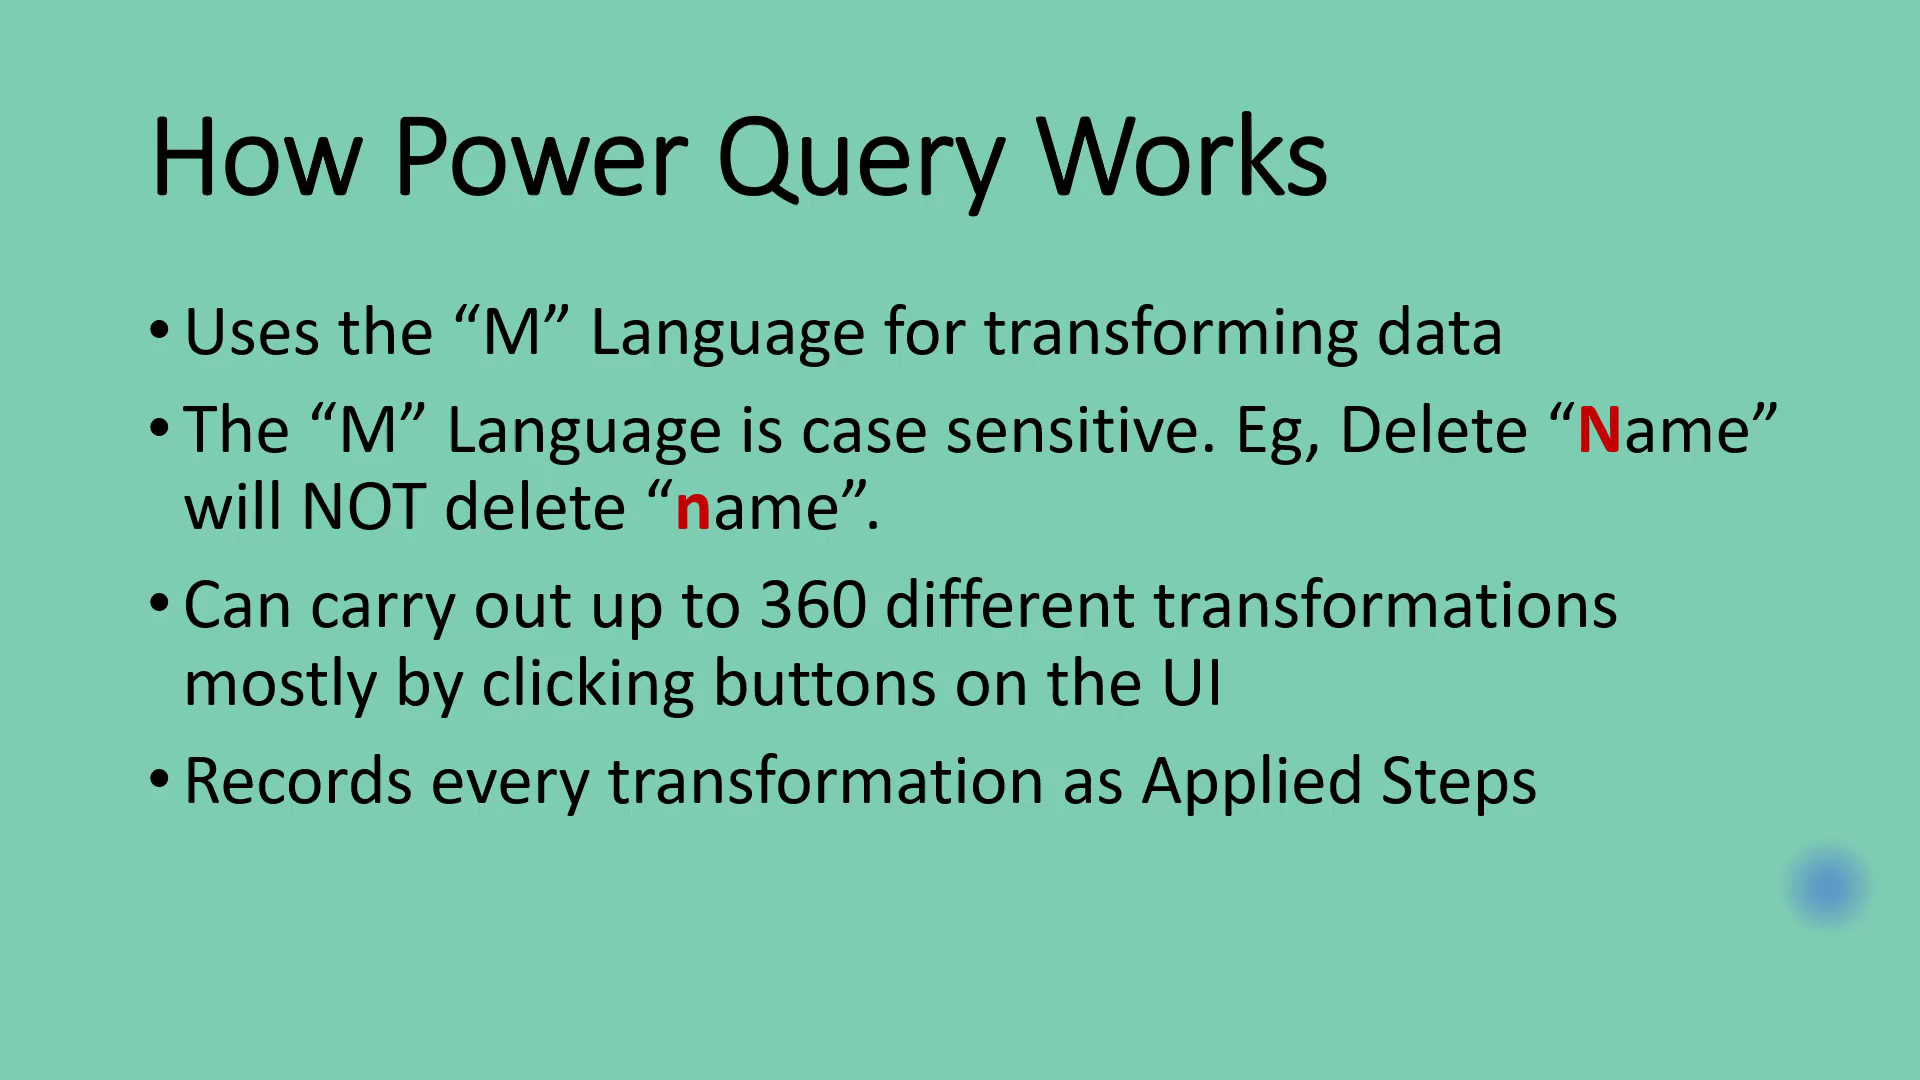 How Power Query Works
• Uses the “M” Language for transforming data
• The “M” Language is case sensitive. Eg, Delete “Name”
will NOT delete “name”.
• Can carry out up to 360 different transformations
mostly by clicking buttons on the UI
• Records every transformation as Applied Steps